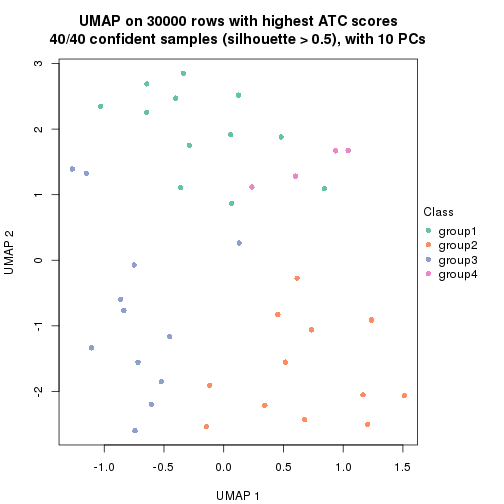 UMAP on 30000 rows with highest ATC scores
40/40 confident samples (silhouette > 0.5), with 10 PCs
3
2
1
0
-1
-2
UMAP 2
-1.0 -0.5 0.0 0.5 1.0 1.5
UMAP 1
Class
group1
group2
group3
group4